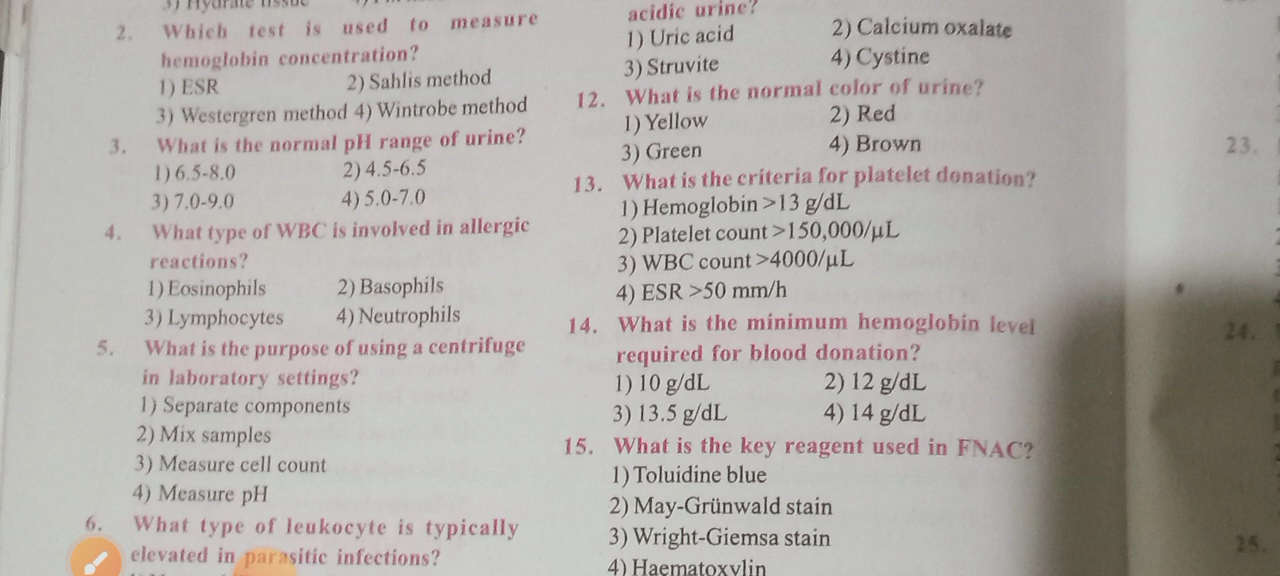 3) Hydrate tissue
2. Which test is used to measure
hemoglobin concentration?
1) ESR 2) Sahlis method
3) Westergren method 4) Wintrobe method
3. What is the normal pH range of urine?
1) 6.5-8.0 2) 4.5-6.5
3) 7.0-9.0 4) 5.0-7.0
4. What type of WBC is involved in allergic
reactions?
1) Eosinophils 2) Basophils
3) Lymphocytes 4) Neutrophils
5. What is the purpose of using a centrifuge
in laboratory settings?
1) Separate components
2) Mix samples
3) Measure cell count
4) Measure pH
6. What type of leukocyte is typically
elevated in parasitic infections?
acidic urine?
1) Uric acid 2) Calcium oxalate
3) Struvite 4) Cystine
12. What is the normal color of urine?
1) Yellow 2) Red
3) Green 4) Brown
13. What is the criteria for platelet donation?
1) Hemoglobin >13 g/dL
2) Platelet count >150,000/μL
3) WBC count >4000/μL
4) ESR >50 mm/h
14. What is the minimum hemoglobin level
required for blood donation?
1) 10 g/dL 2) 12 g/dL
3) 13.5 g/dL 4) 14 g/dL
15. What is the key reagent used in FNAC?
1) Toluidine blue
2) May-Grünwald stain
3) Wright-Giemsa stain
4) Haematoxylin
23.
24.
25.